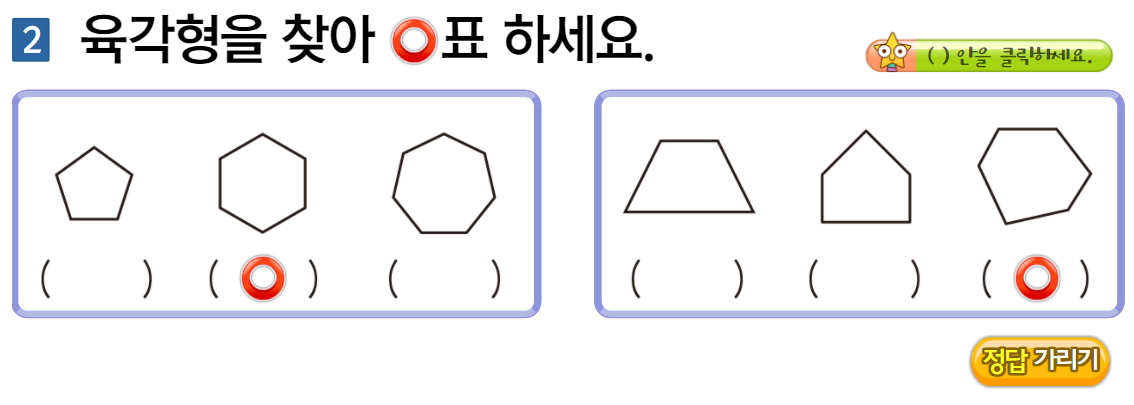 2 육각형을 찾아 ⭕표 하세요.
( ) 안을 클릭하세요.
( ) ( ⭕ ) ( )
( ) ( ) ( ⭕ )
정답 가리기